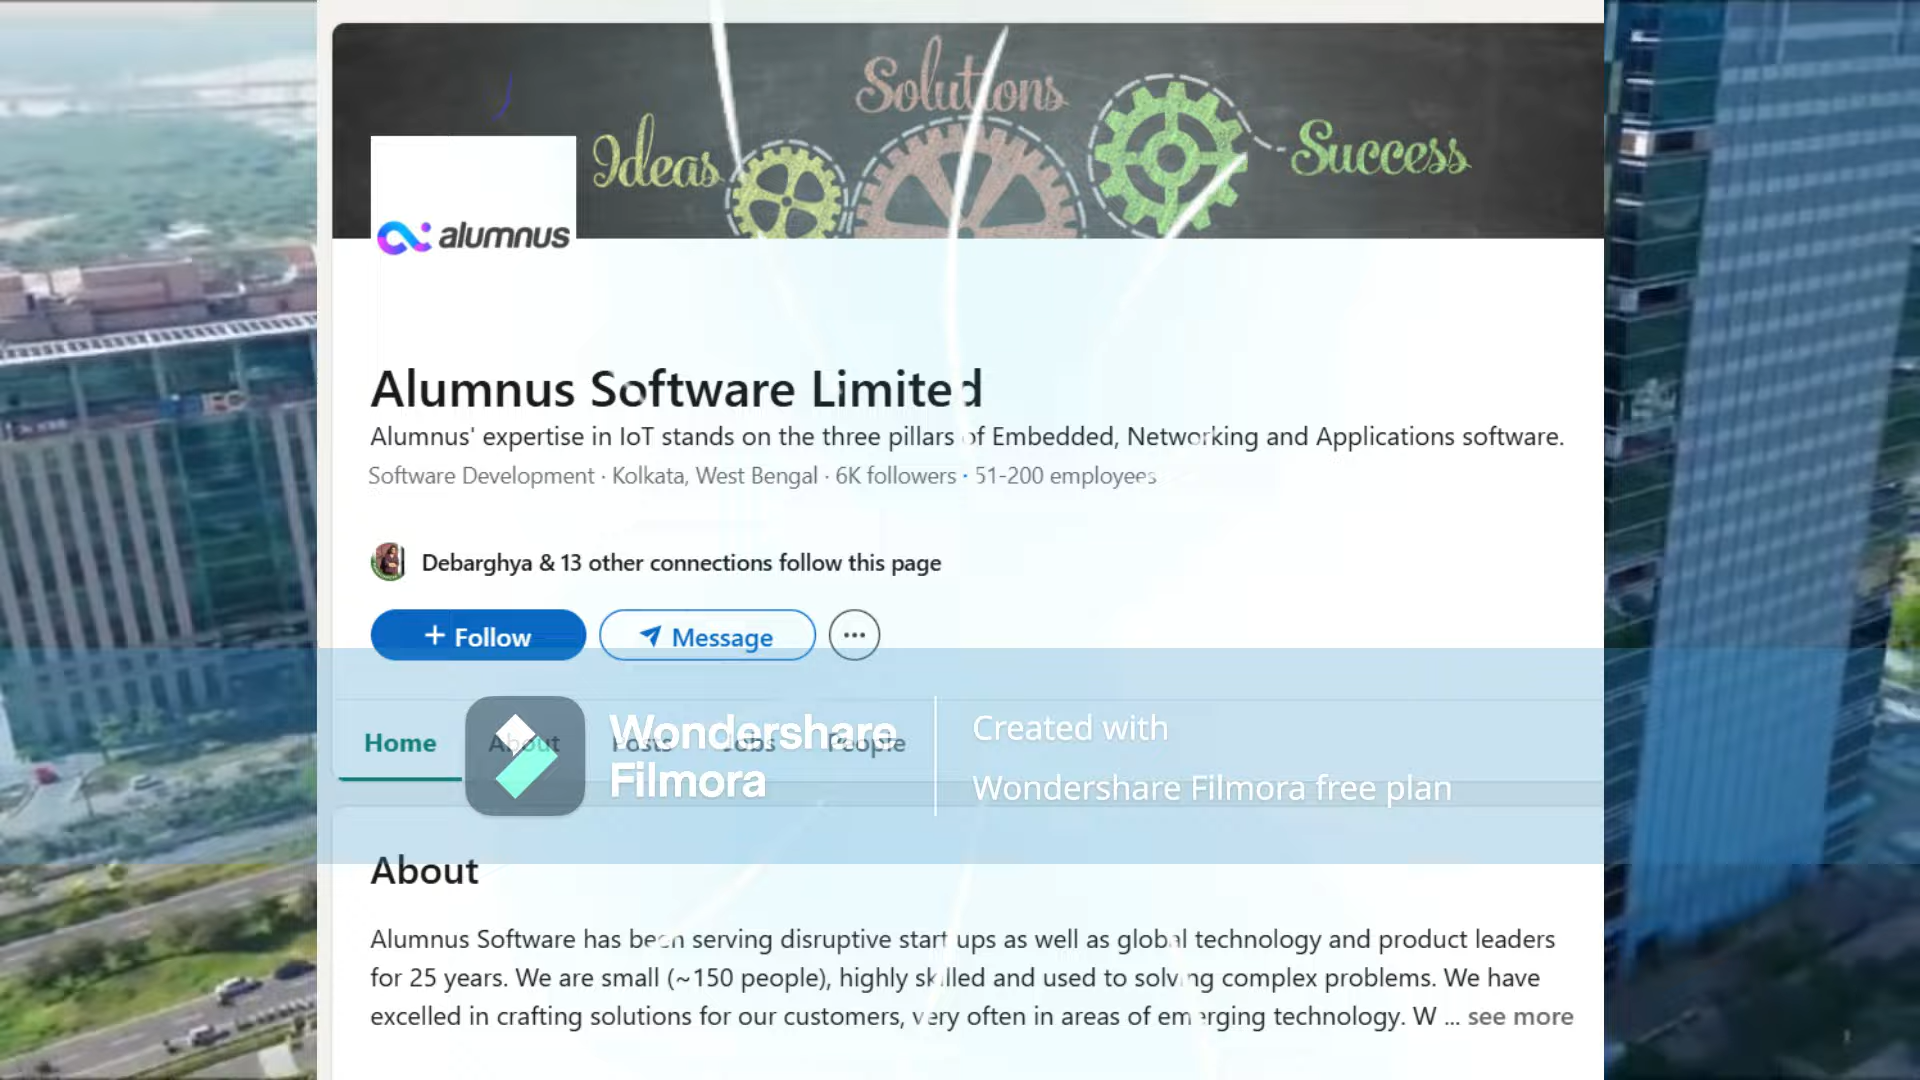 Solutions
Ideas
Success
alumnus
Alumnus Software Limited
Alumnus' expertise in IoT stands on the three pillars of Embedded, Networking and Applications software.
Software Development · Kolkata, West Bengal · 6K followers · 51-200 employees
Debarghya & 13 other connections follow this page
+ Follow
Message
Home
About
Posts
Jobs
People
Wondershare
Filmora
Created with
Wondershare Filmora free plan
About
Alumnus Software has been serving disruptive start ups as well as global technology and product leaders
for 25 years. We are small (~150 people), highly skilled and used to solving complex problems. We have
excelled in crafting solutions for our customers, very often in areas of emerging technology. W ... see more